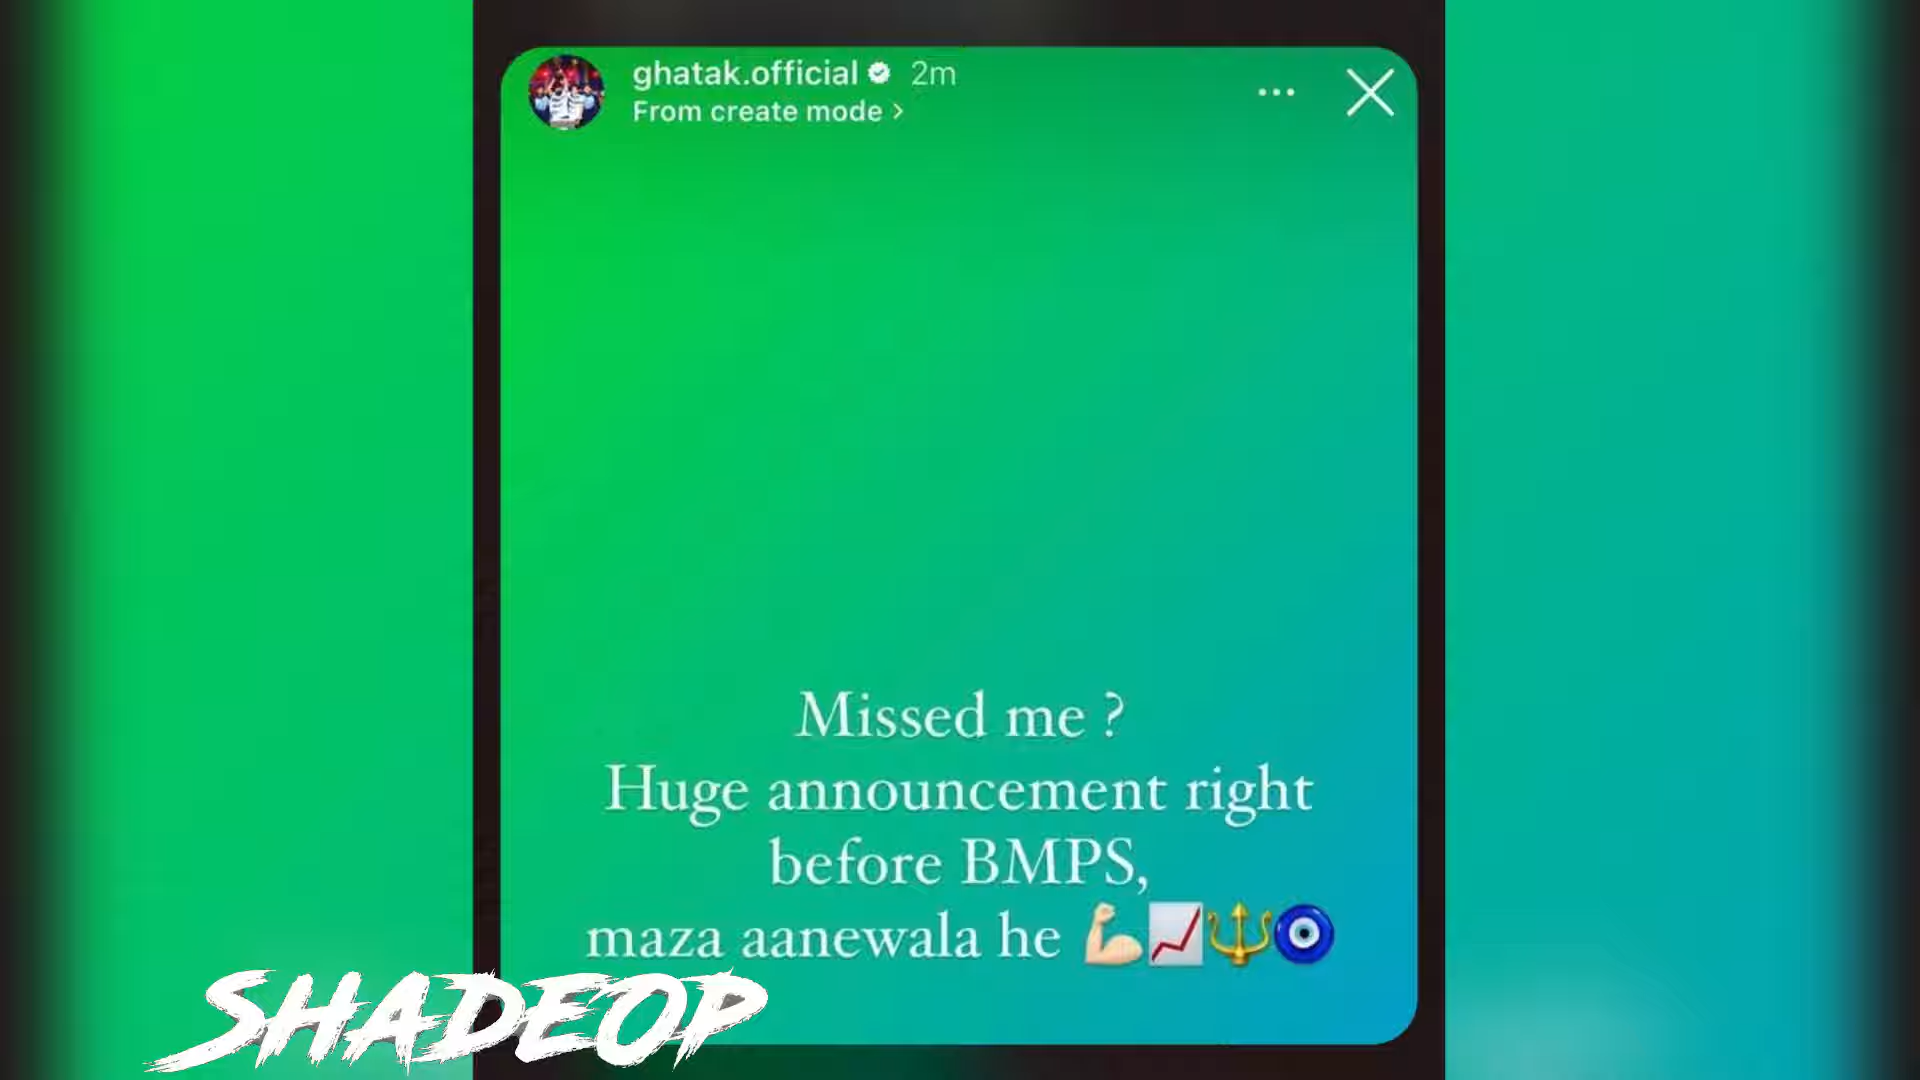 ghatak.official 2m
From create mode >
Missed me ?
Huge announcement right
before BMPS,
maza aanewala he 💪🏻📈🔱🧿
SHADEOP